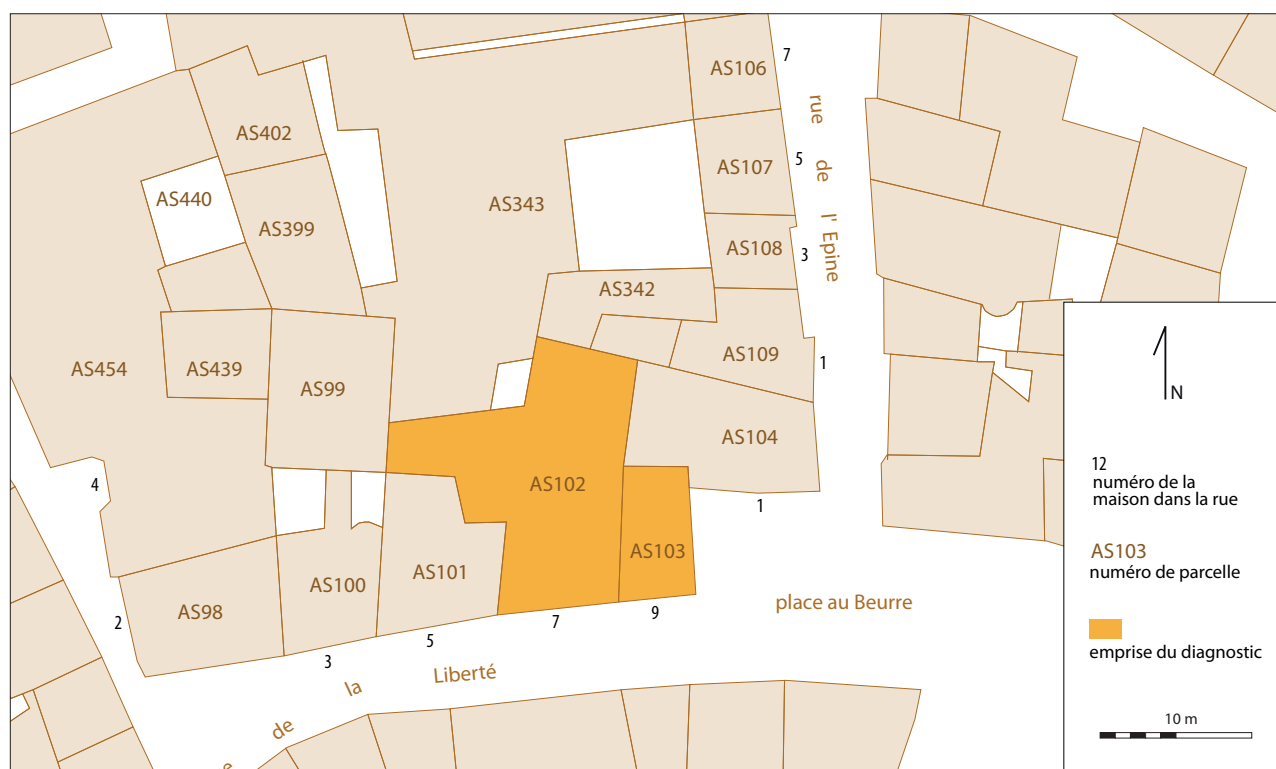 AS106
7
rue
AS402
de
5
AS107
AS440
AS343
l'
AS399
Epine
AS108
3
AS342
AS109
1
AS454
AS439
AS99
N
AS104
4
12
numéro de la
maison dans la rue
AS102
1
AS103
AS103
numéro de parcelle
AS101
AS100
place au Beurre
AS98
2
7
9
5
3
emprise du diagnostic
Liberté
la
de
e
10 m